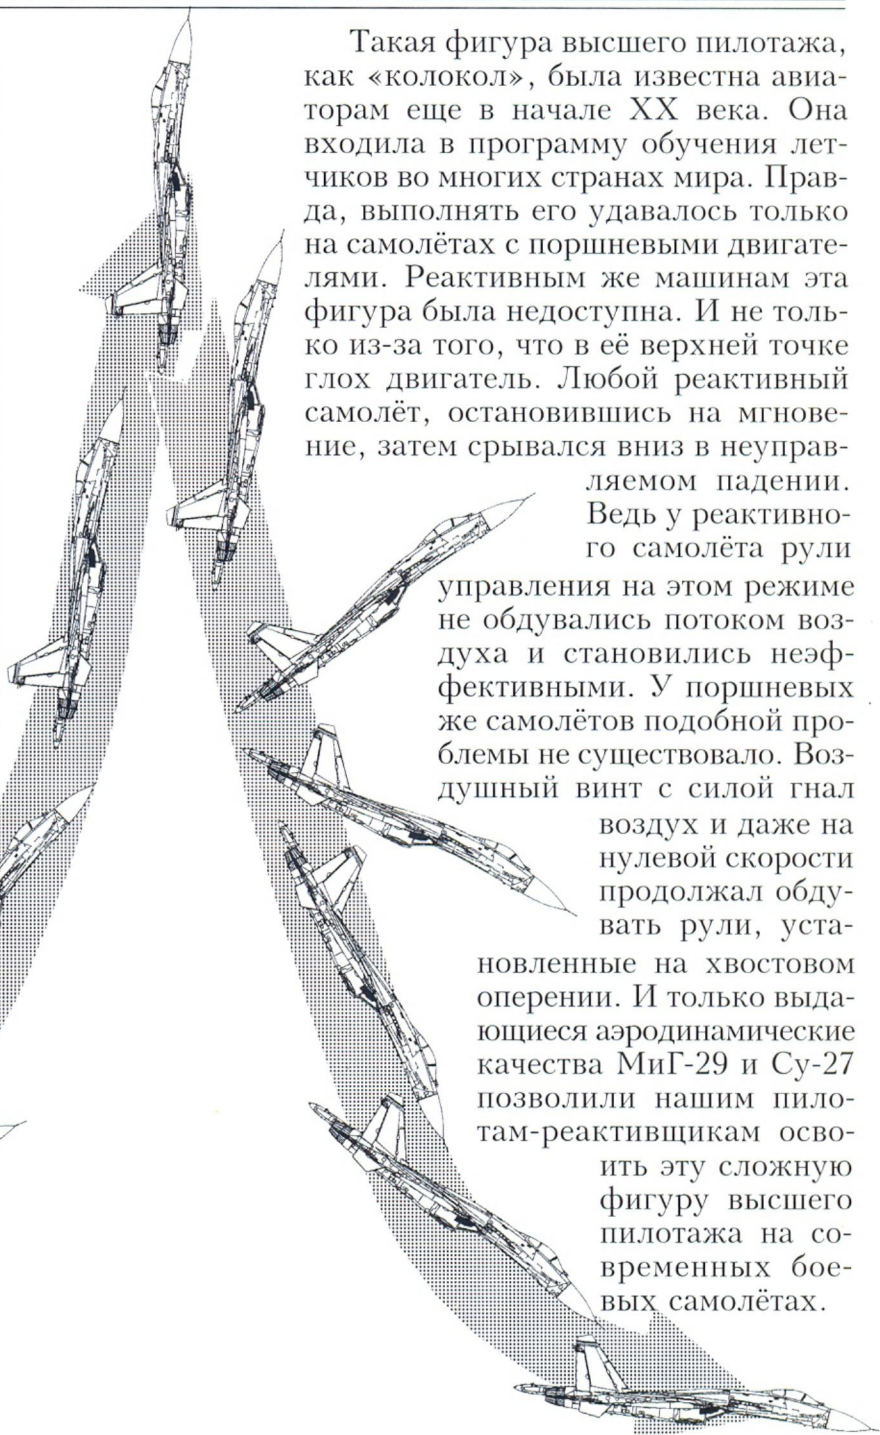 Такая фигура высшего пилотажа,
как «колокол», была известна авиа-
торам еще в начале XX века. Она
входила в программу обучения лет-
чиков во многих странах мира. Прав-
да, выполнять его удавалось только
на самолётах с поршневыми двигате-
лями. Реактивным же машинам эта
фигура была недоступна. И не толь-
ко из-за того, что в её верхней точке
глох двигатель. Любой реактивный
самолёт, остановившись на мгнове-
ние, затем срывался вниз в неуправ-
ляемом падении.
Ведь у реактивно-
го самолёта рули
управления на этом режиме
не обдувались потоком воз-
духа и становились неэф-
фективными. У поршневых
же самолётов подобной про-
блемы не существовало. Воз-
душный винт с силой гнал
воздух и даже на
нулевой скорости
продолжал обду-
вать рули, уста-
новленные на хвостовом
оперении. И только выда-
ющиеся аэродинамические
качества МиГ-29 и Су-27
позволили нашим пило-
там-реактивщикам осво-
ить эту сложную
фигуру высшего
пилотажа на со-
временных бое-
вых самолётах.